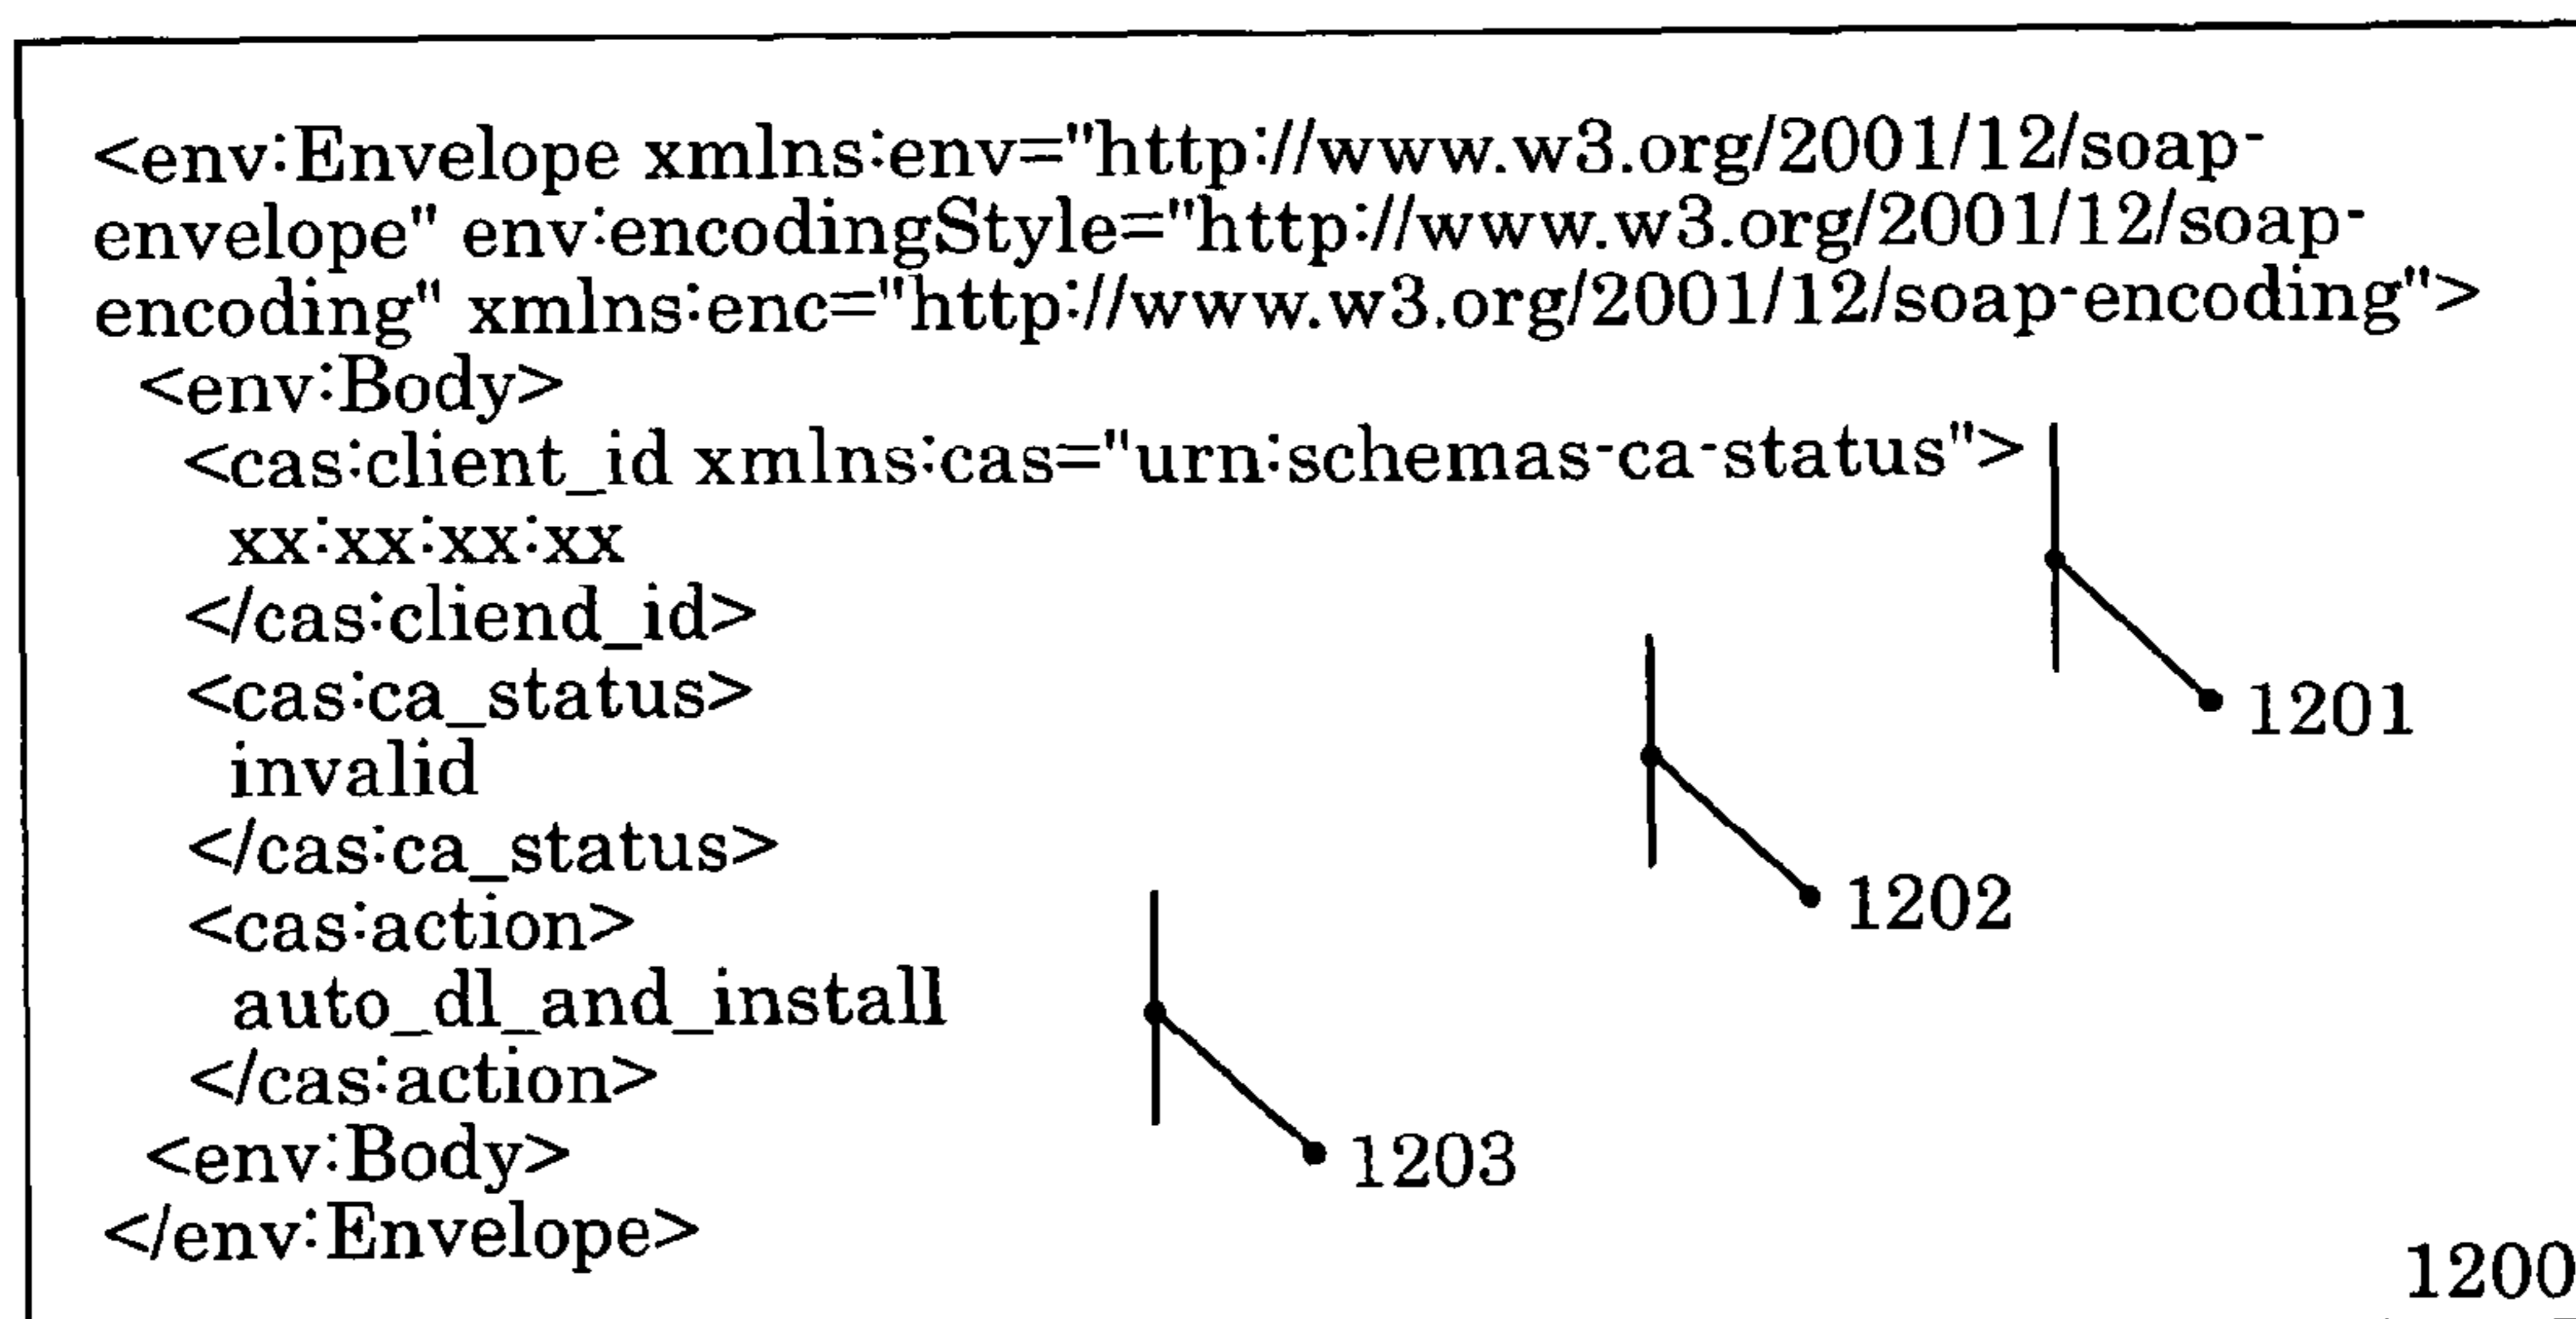 <env:Envelope xmlns:env="http://www.w3.org/2001/12/soap-
envelope" env:encodingStyle="http://www.w3.org/2001/12/soap-
encoding" xmlns:enc="http://www.w3.org/2001/12/soap-encoding">
<env:Body>
<cas:client_id xmlns:cas="urn:schemas-ca-status">
xx:xx:xx:xx
</cas:cliend_id>
<cas:ca_status>
1201
invalid
</cas:ca_status>
1202
<cas:action>
auto_dl_and_install
</cas:action>
<env:Body>
1203
</env:Envelope>
1200